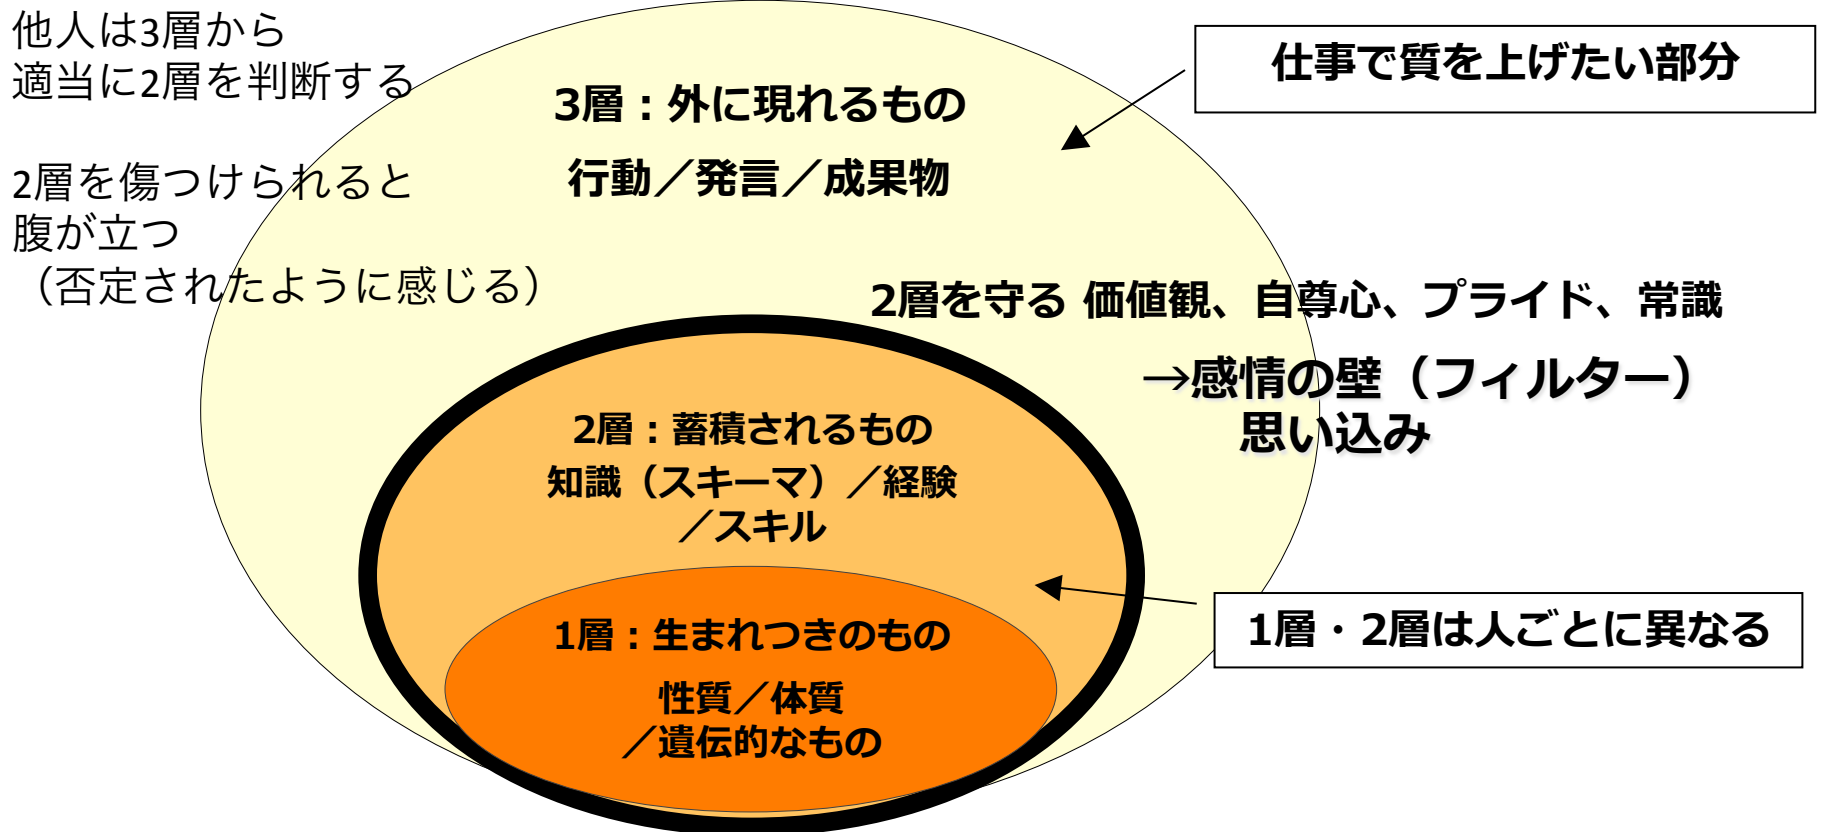 他人は3層から
適当に2層を判断する
2層を傷つけられると
腹が立つ
（否定されたように感じる）
仕事で質を上げたい部分
3層：外に現れるもの
行動／発言／成果物
2層を守る 価値観、自尊心、プライド、常識
→感情の壁（フィルター）
思い込み
2層：蓄積されるもの
知識（スキーマ）／経験
／スキル
1層・2層は人ごとに異なる
1層：生まれつきのもの
性質／体質
／遺伝的なもの